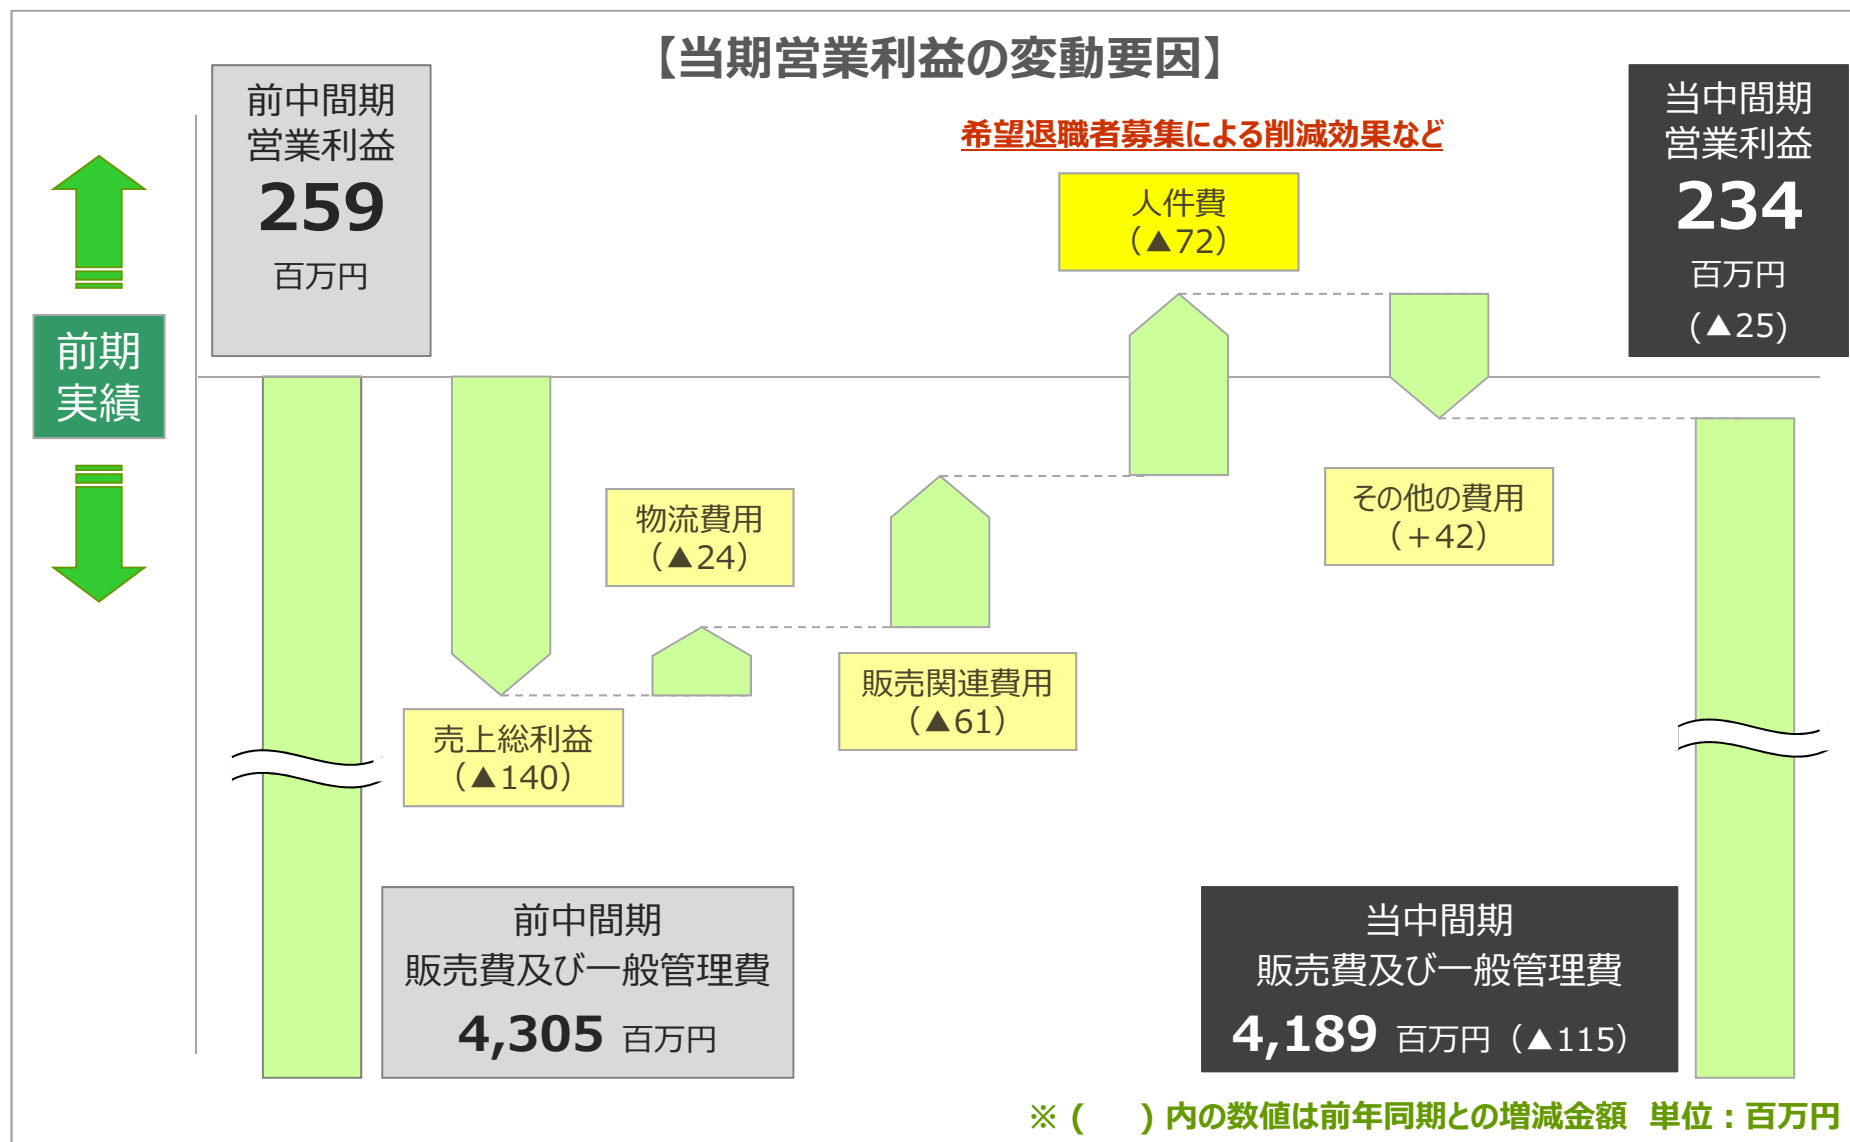 【当期営業利益の変動要因】
前中間期
営業利益
259
百万円
当中間期
営業利益
234
百万円
(▲25)
希望退職者募集による削減効果など
人件費
（▲72）
前期
実績
物流費用
（▲24）
その他の費用
（+42）
販売関連費用
（▲61）
売上総利益
（▲140）
前中間期
販売費及び一般管理費
4,305 百万円
当中間期
販売費及び一般管理費
4,189 百万円（▲115）
※ (　 ) 内の数値は前年同期との増減金額 単位：百万円